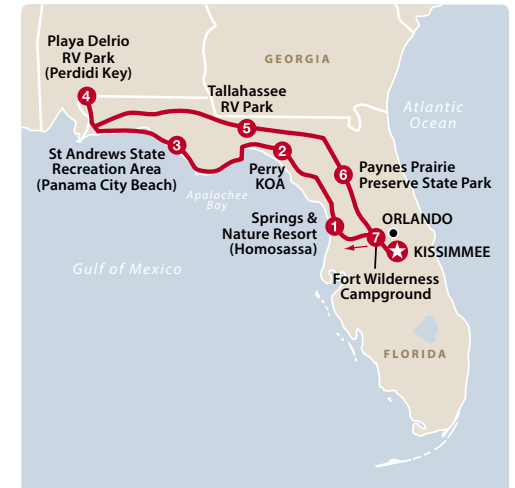 Playa Delrio
RV Park
(Perdidi Key)
GEORGIA
4
Tallahassee
RV Park
Atlantic
Ocean
5
3
2
St Andrews State
Recreation Area
(Panama City Beach)
Perry
KOA
6
Paynes Prairie
Preserve State Park
Apalachee
Bay
Springs &
Nature Resort
(Homosassa)
1
ORLANDO
7
KISSIMMEE
Gulf of Mexico
Fort Wilderness
Campground
FLORIDA